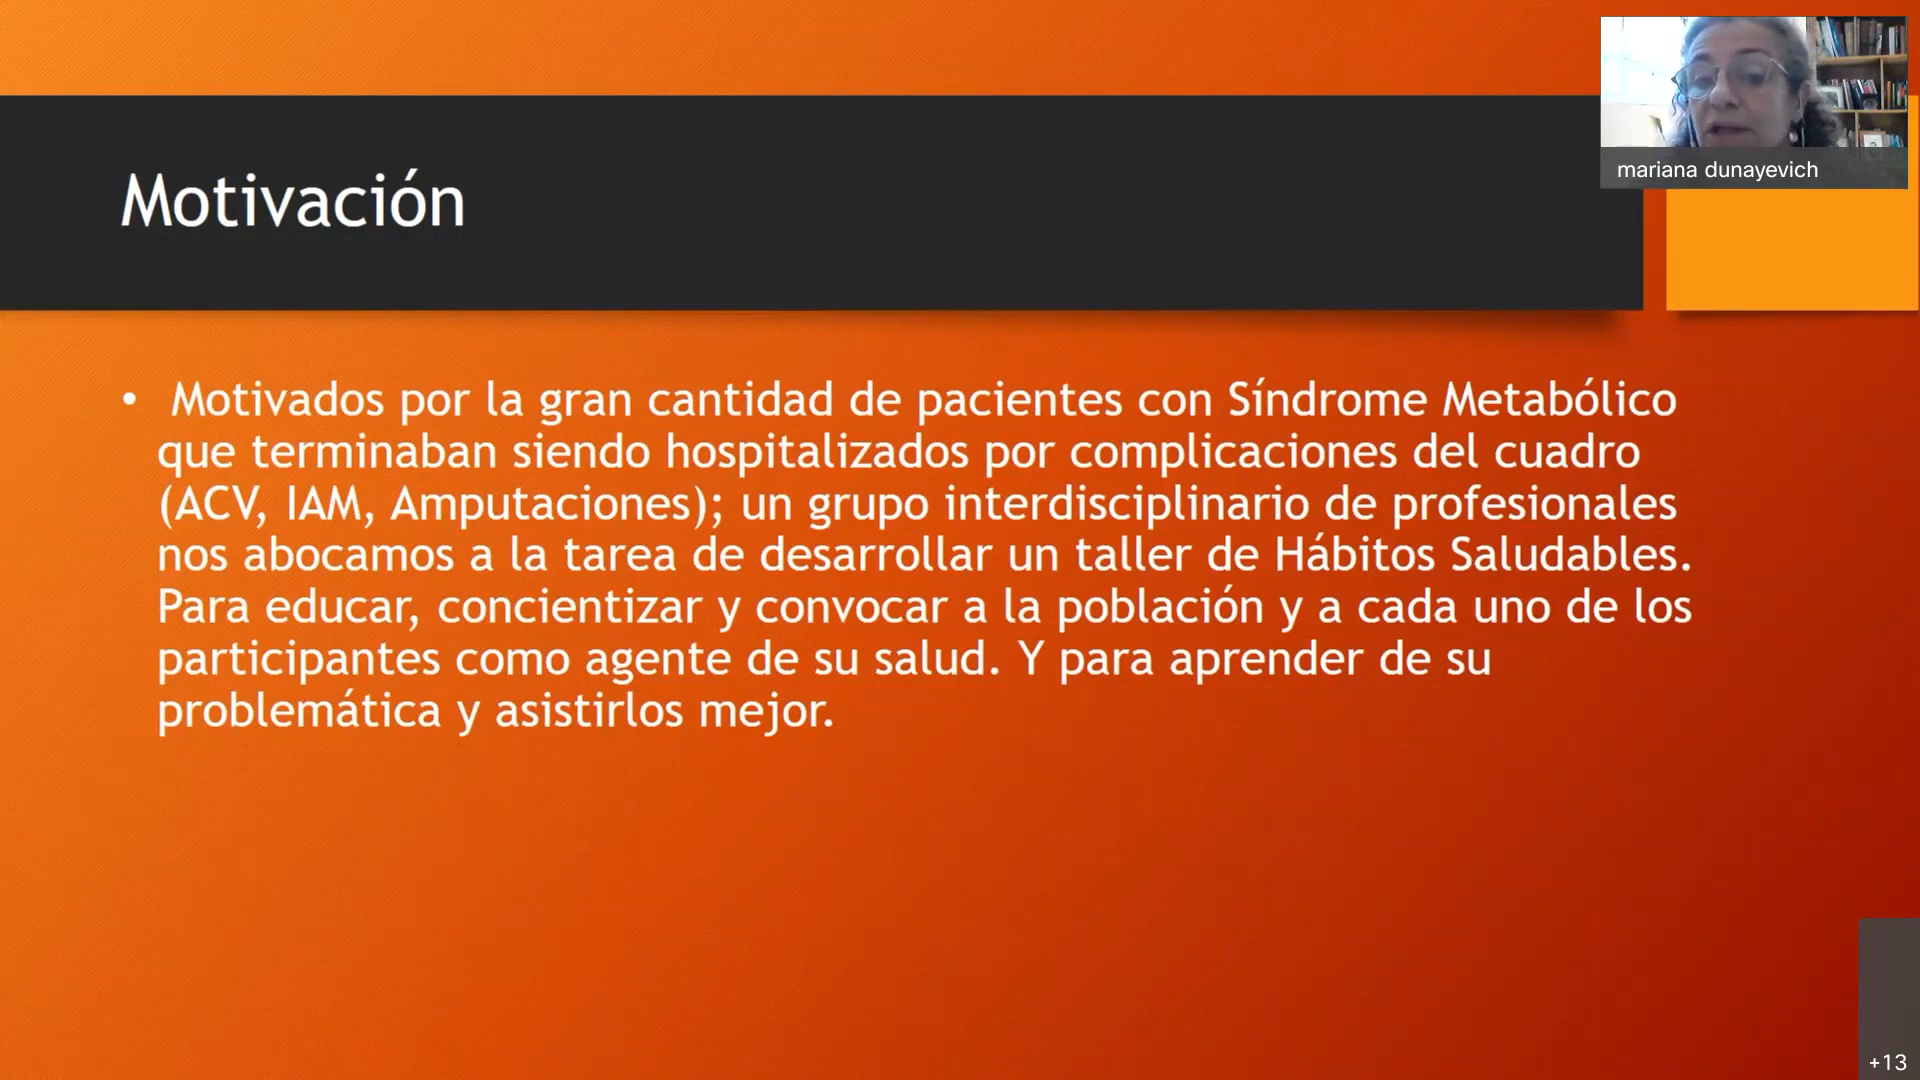 mariana dunayevich
Motivación
• Motivados por la gran cantidad de pacientes con Síndrome Metabólico
que terminaban siendo hospitalizados por complicaciones del cuadro
(ACV, IAM, Amputaciones); un grupo interdisciplinario de profesionales
nos abocamos a la tarea de desarrollar un taller de Hábitos Saludables.
Para educar, concientizar y convocar a la población y a cada uno de los
participantes como agente de su salud. Y para aprender de su
problemática y asistirlos mejor.
+13